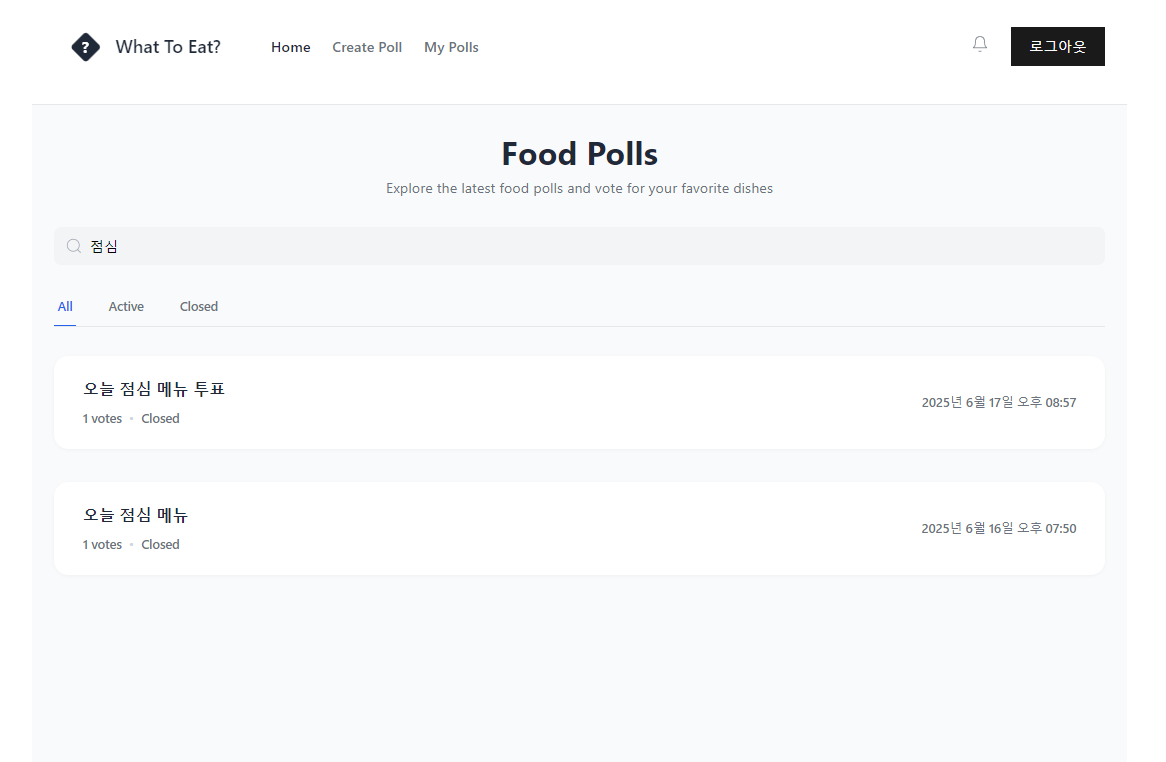 ? What To Eat? Home Create Poll My Polls 로그아웃
Food Polls
Explore the latest food polls and vote for your favorite dishes
점심
All Active Closed
오늘 점심 메뉴 투표
1 votes • Closed
2025년 6월 17일 오후 08:57
오늘 점심 메뉴
1 votes • Closed
2025년 6월 16일 오후 07:50